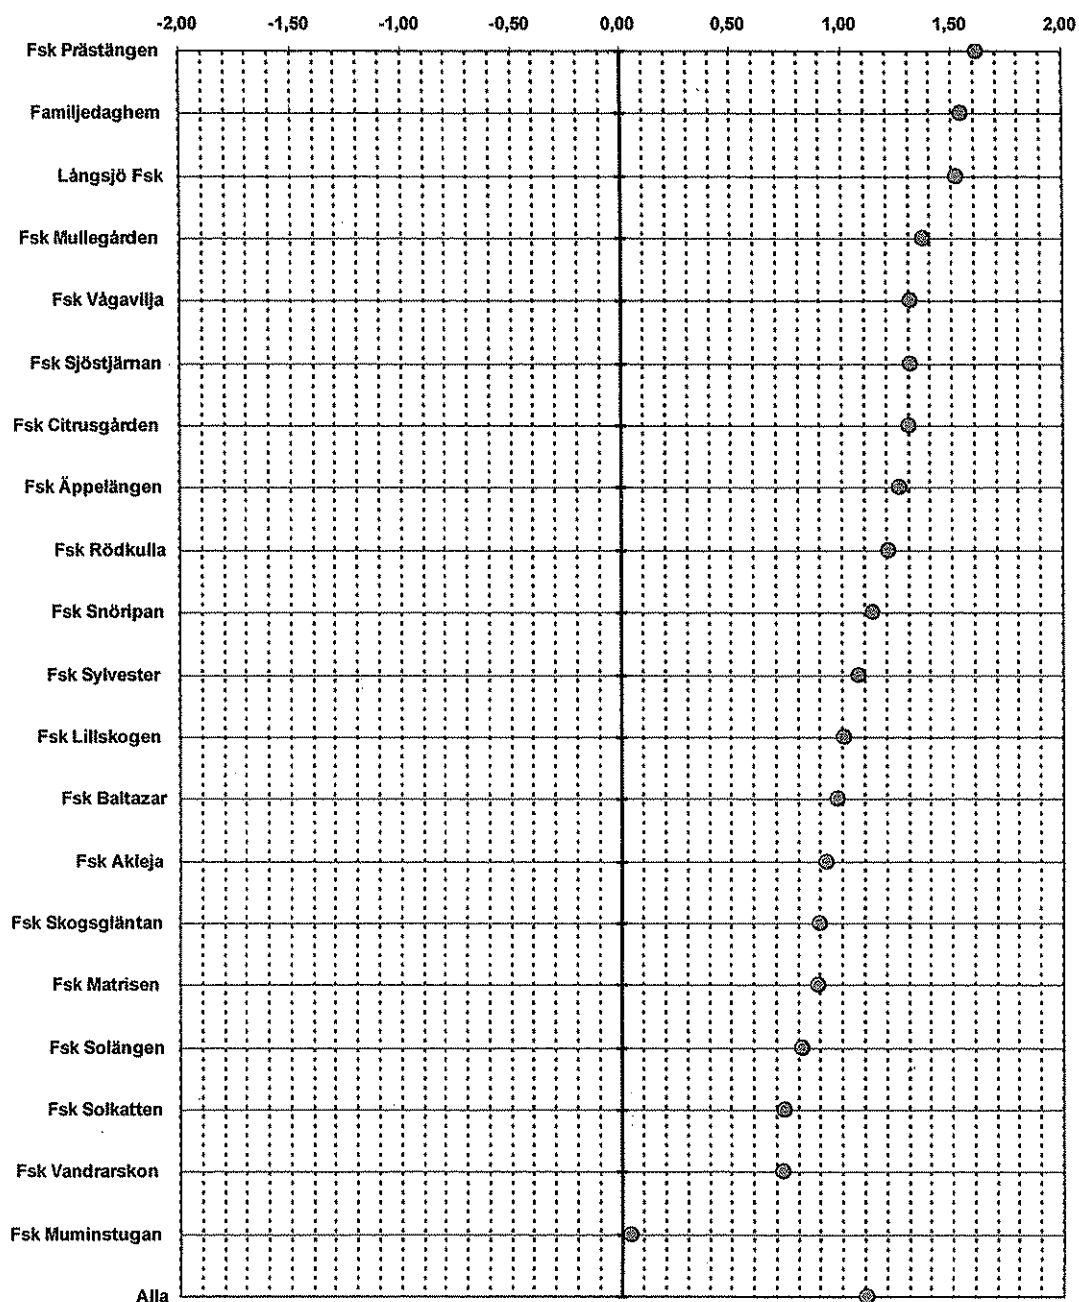 -2,00 -1,50 -1,00 -0,50 0,00 0,50 1,00 1,50 2,00
Fsk Prästängen
Familjedaghem
Långsjö Fsk
Fsk Mullegården
Fsk Vågavilja
Fsk Sjöstjärnan
Fsk Citrusgården
Fsk Äppelängen
Fsk Rödkulla
Fsk Snöripan
Fsk Sylvester
Fsk Lillskogen
Fsk Baltazar
Fsk Akleja
Fsk Skogsgläntan
Fsk Matrisen
Fsk Solängen
Fsk Solkatten
Fsk Vandrarskon
Fsk Muminstugan
Alla